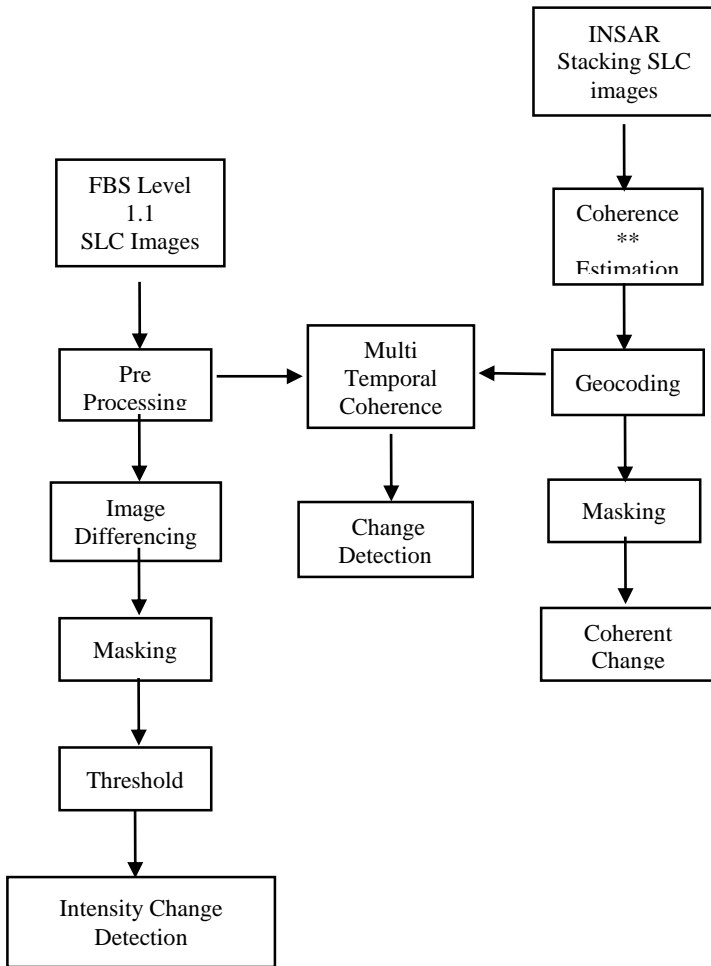 INSAR
Stacking SLC
images
FBS Level
1.1
SLC Images
Coherence
**
Estimation
Pre
Processing
Multi
Temporal
Coherence
Geocoding
Image
Differencing
Change
Detection
Masking
Masking
Coherent
Change
Threshold
Intensity Change
Detection